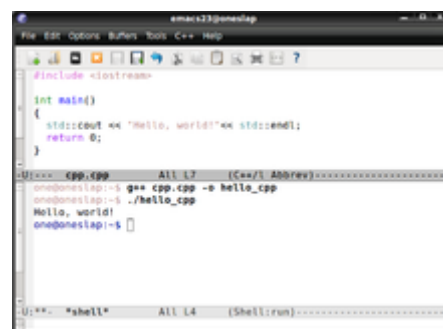 emacs23@oneslap
File Edit Options Buffers Tools C++ Help
#include <iostream>
int main()
{
std::cout << "Hello, world!"<< std::endl;
return 0;
}
-U:--- cpp.cpp All L7 (C++/l Abbrev)
one@oneslap:~$ g++ cpp.cpp -o hello_cpp
one@oneslap:~$ ./hello_cpp
Hello, world!
one@oneslap:~$
-U:**- *shell* All L4 (Shell:run)